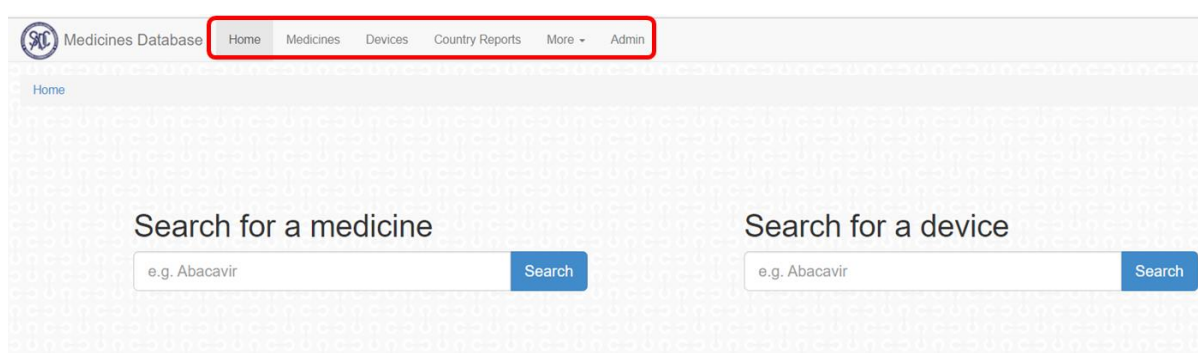 Medicines Database Home Medicines Devices Country Reports More Admin
Home
Search for a medicine Search for a device
e.g. Abacavir Search e.g. Abacavir Search